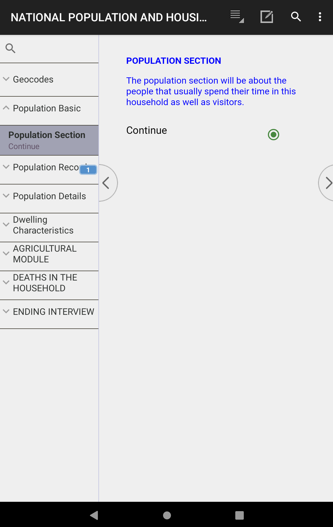 NATIONAL POPULATION AND HOUSI...
Geocodes
Population Basic
Population Section
Continue
Population Reco
1
Population Details
Dwelling
Characteristics
AGRICULTURAL
MODULE
DEATHS IN THE
HOUSEHOLD
ENDING INTERVIEW
POPULATION SECTION
The population section will be about the
people that usually spend their time in this
household as well as visitors.
Continue